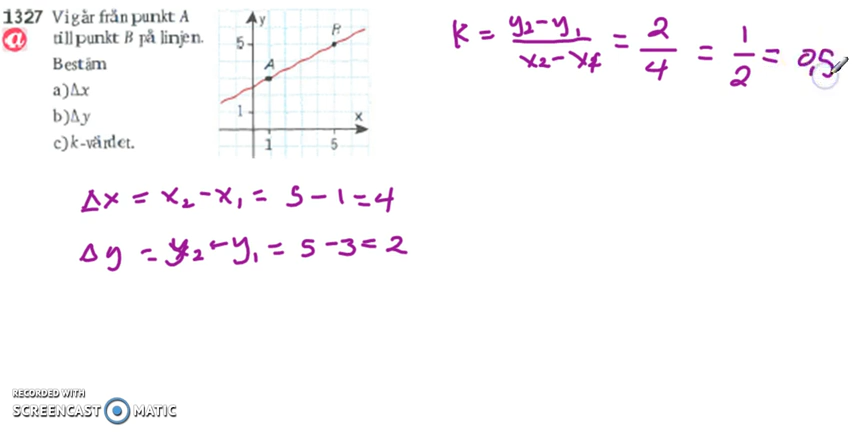 1327 Vi går från punkt A
a till punkt B på linjen.
Bestäm
a) Δx
b) Δy
c) k-värdet.
y
5
B
A
1
x
1 5
K = y₂-y₁ / x₂-x₁ = 2/4 = 1/2 = 0,5
Δx = x₂-x₁ = 5-1=4
Δy = y₂-y₁ = 5-3=2
RECORDED WITH
SCREENCAST MATIC